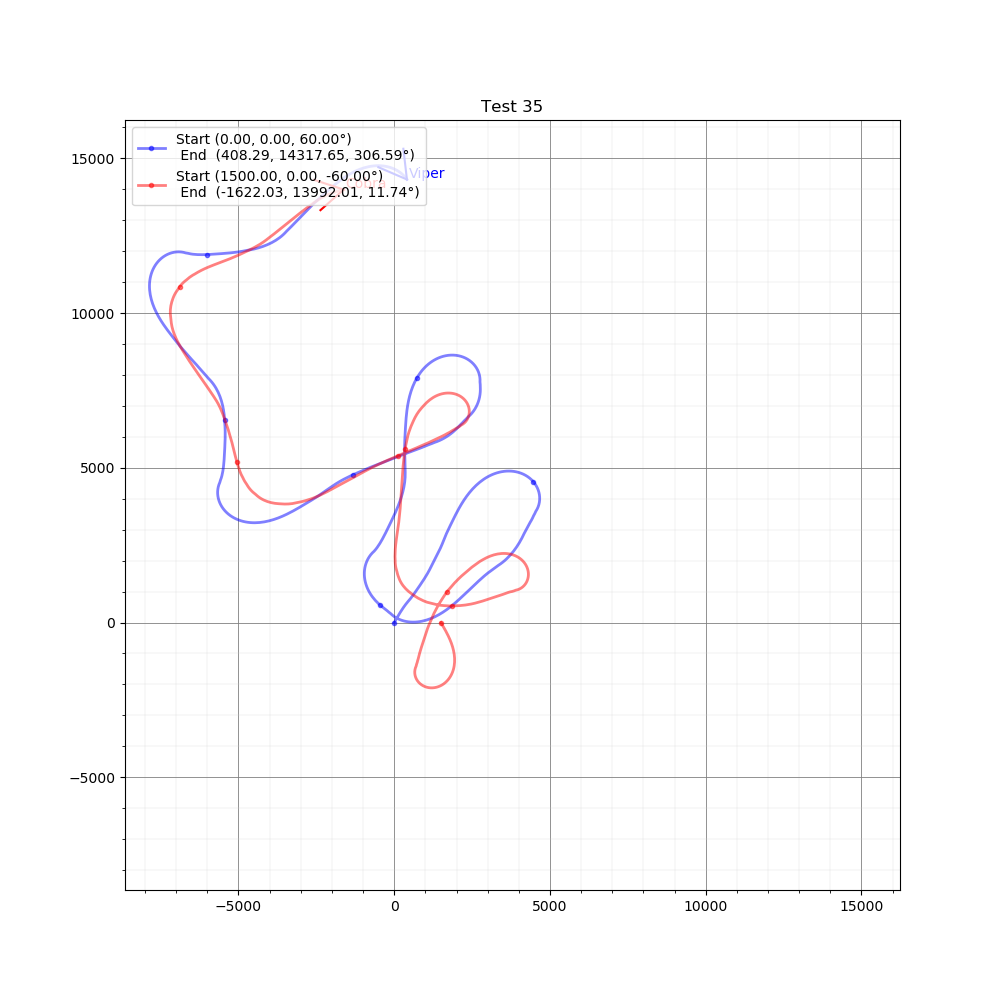 Test 35
Start (0.00, 0.00, 60.00°)
End (408.29, 14317.65, 306.59°)
Start (1500.00, 0.00, -60.00°)
End (-1622.03, 13992.01, 11.74°)
Viper
15000
10000
5000
0
−5000
−5000
0
5000
10000
15000